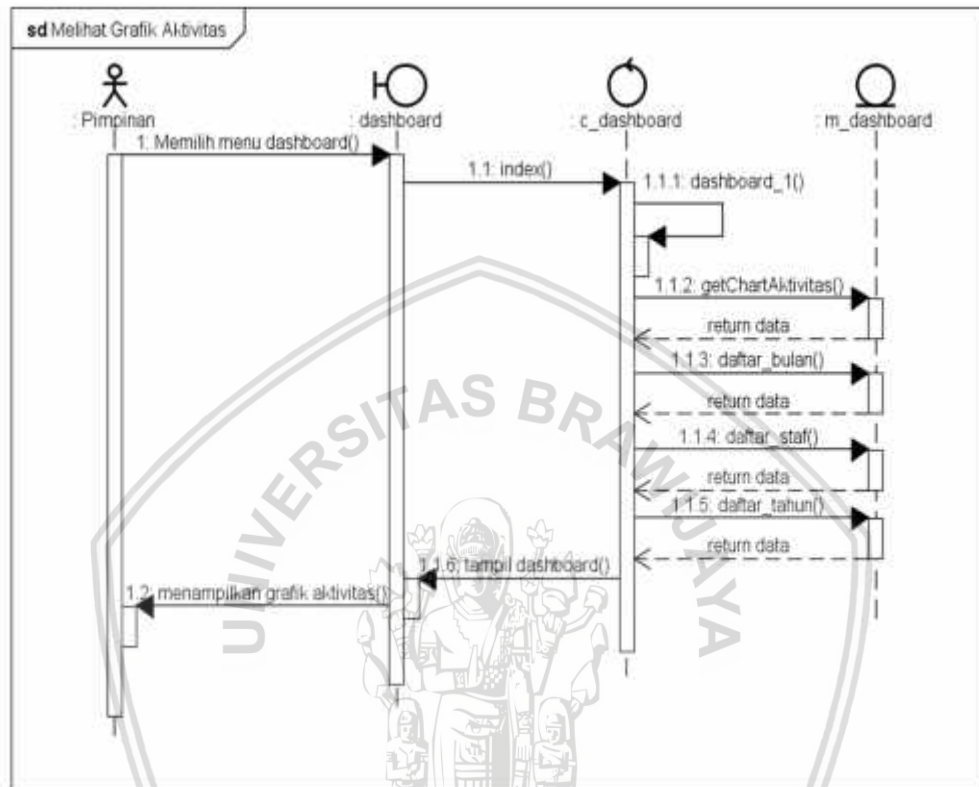 sd Melihat Grafik Aktivitas
: Pimpinan
: dashboard
: c_dashboard
: m_dashboard
1: Memilih menu dashboard()
1.1: index()
1.1.1: dashboard_1()
1.1.2: getChartAktivitas()
return data
1.1.3: daftar_bulan()
return data
1.1.4: daftar_staf()
return data
1.1.5: daftar_tahun()
return data
1.1.6: tampil dashboard()
1.2: menampilkan grafik aktivitas()
UNIVERSITAS BRAWIJAYA